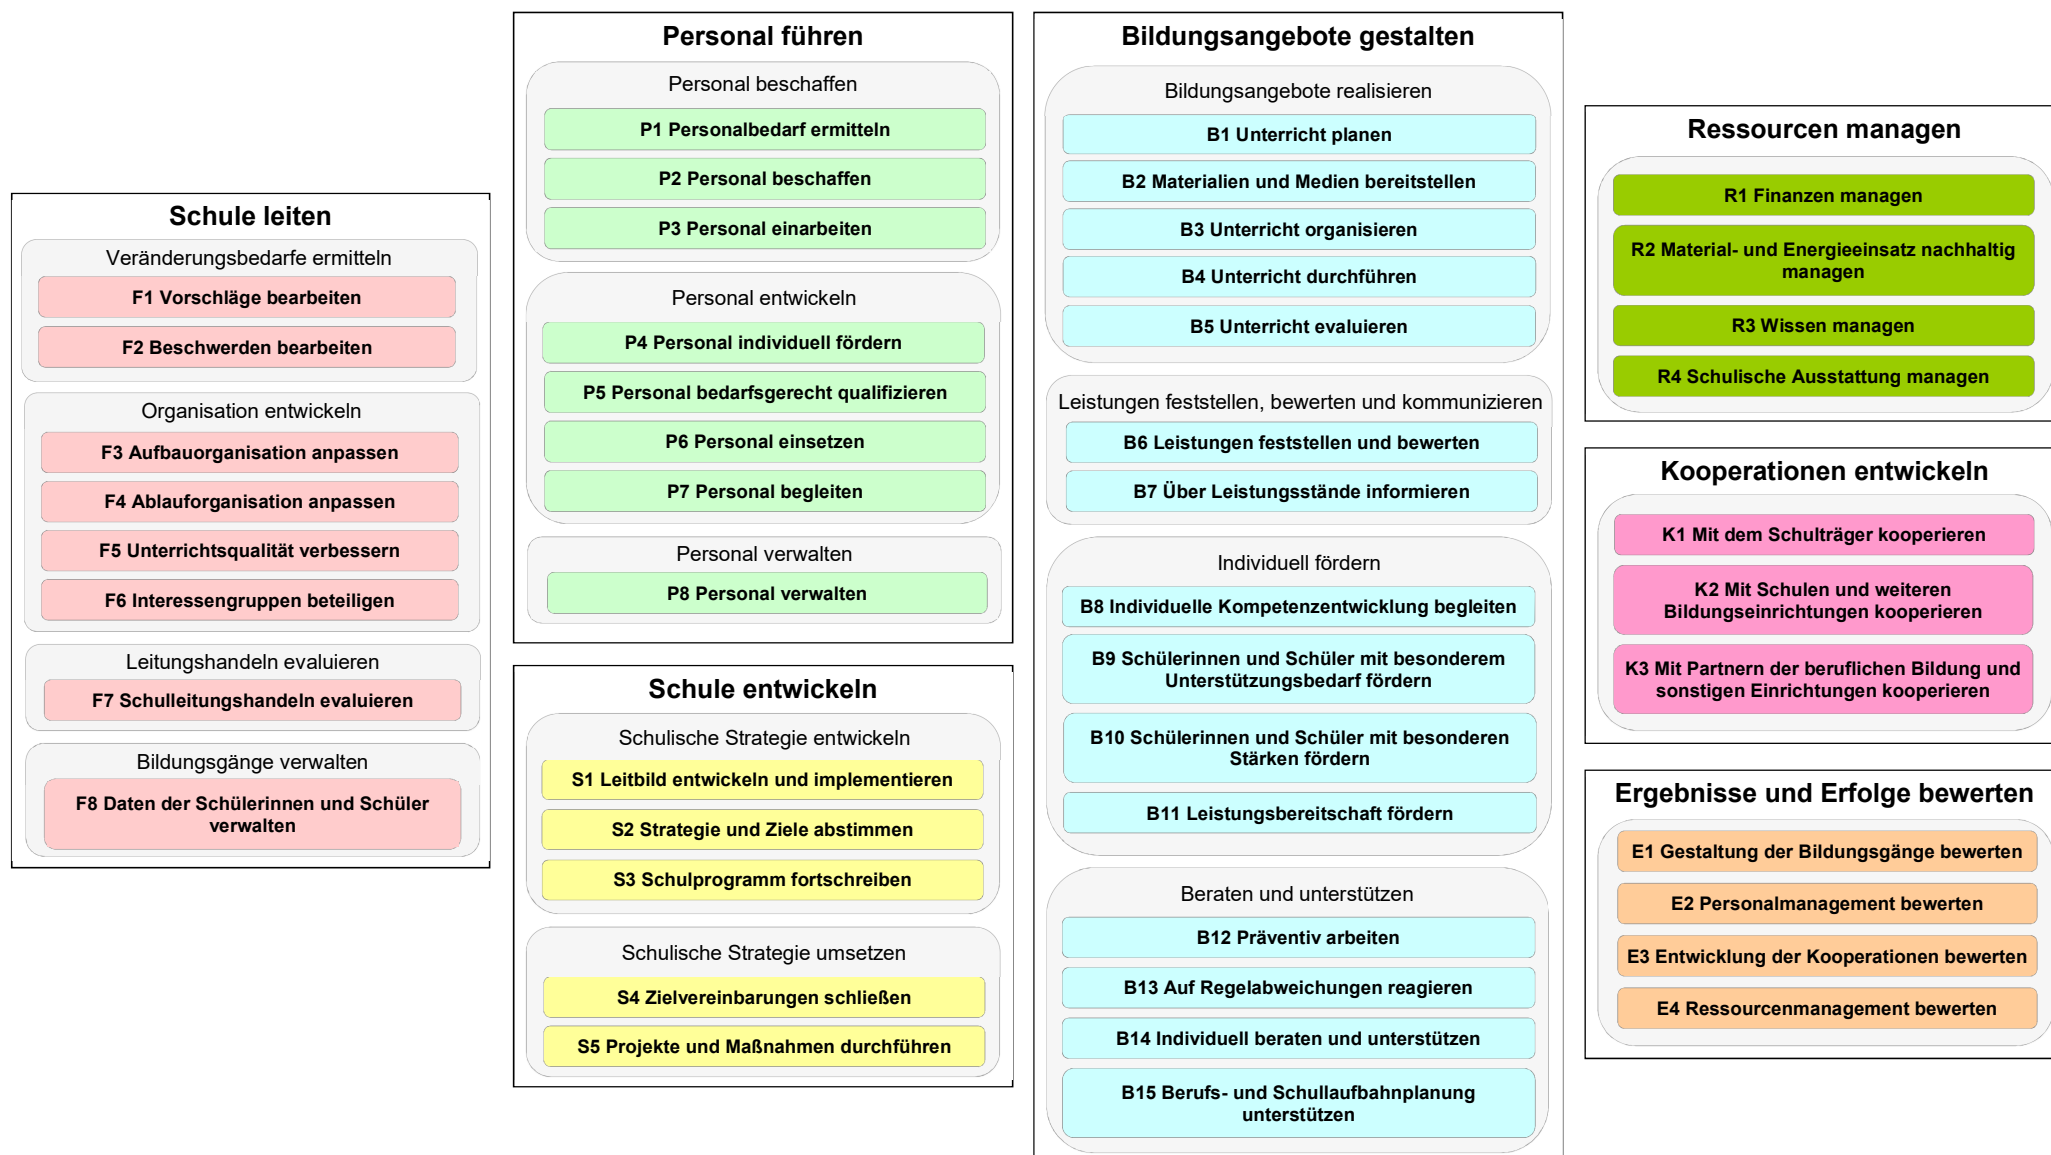 Schule leiten
Veränderungsbedarfe ermitteln
F1 Vorschläge bearbeiten
F2 Beschwerden bearbeiten
Organisation entwickeln
F3 Aufbauorganisation anpassen
F4 Ablauforganisation anpassen
F5 Unterrichtsqualität verbessern
F6 Interessengruppen beteiligen
Leitungshandeln evaluieren
F7 Schulleitungshandeln evaluieren
Bildungsgänge verwalten
F8 Daten der Schülerinnen und Schüler
verwalten
Personal führen
Personal beschaffen
P1 Personalbedarf ermitteln
P2 Personal beschaffen
P3 Personal einarbeiten
Personal entwickeln
P4 Personal individuell fördern
P5 Personal bedarfsgerecht qualifizieren
P6 Personal einsetzen
P7 Personal begleiten
Personal verwalten
P8 Personal verwalten
Schule entwickeln
Schulische Strategie entwickeln
S1 Leitbild entwickeln und implementieren
S2 Strategie und Ziele abstimmen
S3 Schulprogramm fortschreiben
Schulische Strategie umsetzen
S4 Zielvereinbarungen schließen
S5 Projekte und Maßnahmen durchführen
Bildungsangebote gestalten
Bildungsangebote realisieren
B1 Unterricht planen
B2 Materialien und Medien bereitstellen
B3 Unterricht organisieren
B4 Unterricht durchführen
B5 Unterricht evaluieren
Leistungen feststellen, bewerten und kommunizieren
B6 Leistungen feststellen und bewerten
B7 Über Leistungsstände informieren
Individuell fördern
B8 Individuelle Kompetenzentwicklung begleiten
B9 Schülerinnen und Schüler mit besonderem
Unterstützungsbedarf fördern
B10 Schülerinnen und Schüler mit besonderen
Stärken fördern
B11 Leistungsbereitschaft fördern
Beraten und unterstützen
B12 Präventiv arbeiten
B13 Auf Regelabweichungen reagieren
B14 Individuell beraten und unterstützen
B15 Berufs- und Schullaufbahnplanung
unterstützen
Ressourcen managen
R1 Finanzen managen
R2 Material- und Energieeinsatz nachhaltig
managen
R3 Wissen managen
R4 Schulische Ausstattung managen
Kooperationen entwickeln
K1 Mit dem Schulträger kooperieren
K2 Mit Schulen und weiteren
Bildungseinrichtungen kooperieren
K3 Mit Partnern der beruflichen Bildung und
sonstigen Einrichtungen kooperieren
Ergebnisse und Erfolge bewerten
E1 Gestaltung der Bildungsgänge bewerten
E2 Personalmanagement bewerten
E3 Entwicklung der Kooperationen bewerten
E4 Ressourcenmanagement bewerten